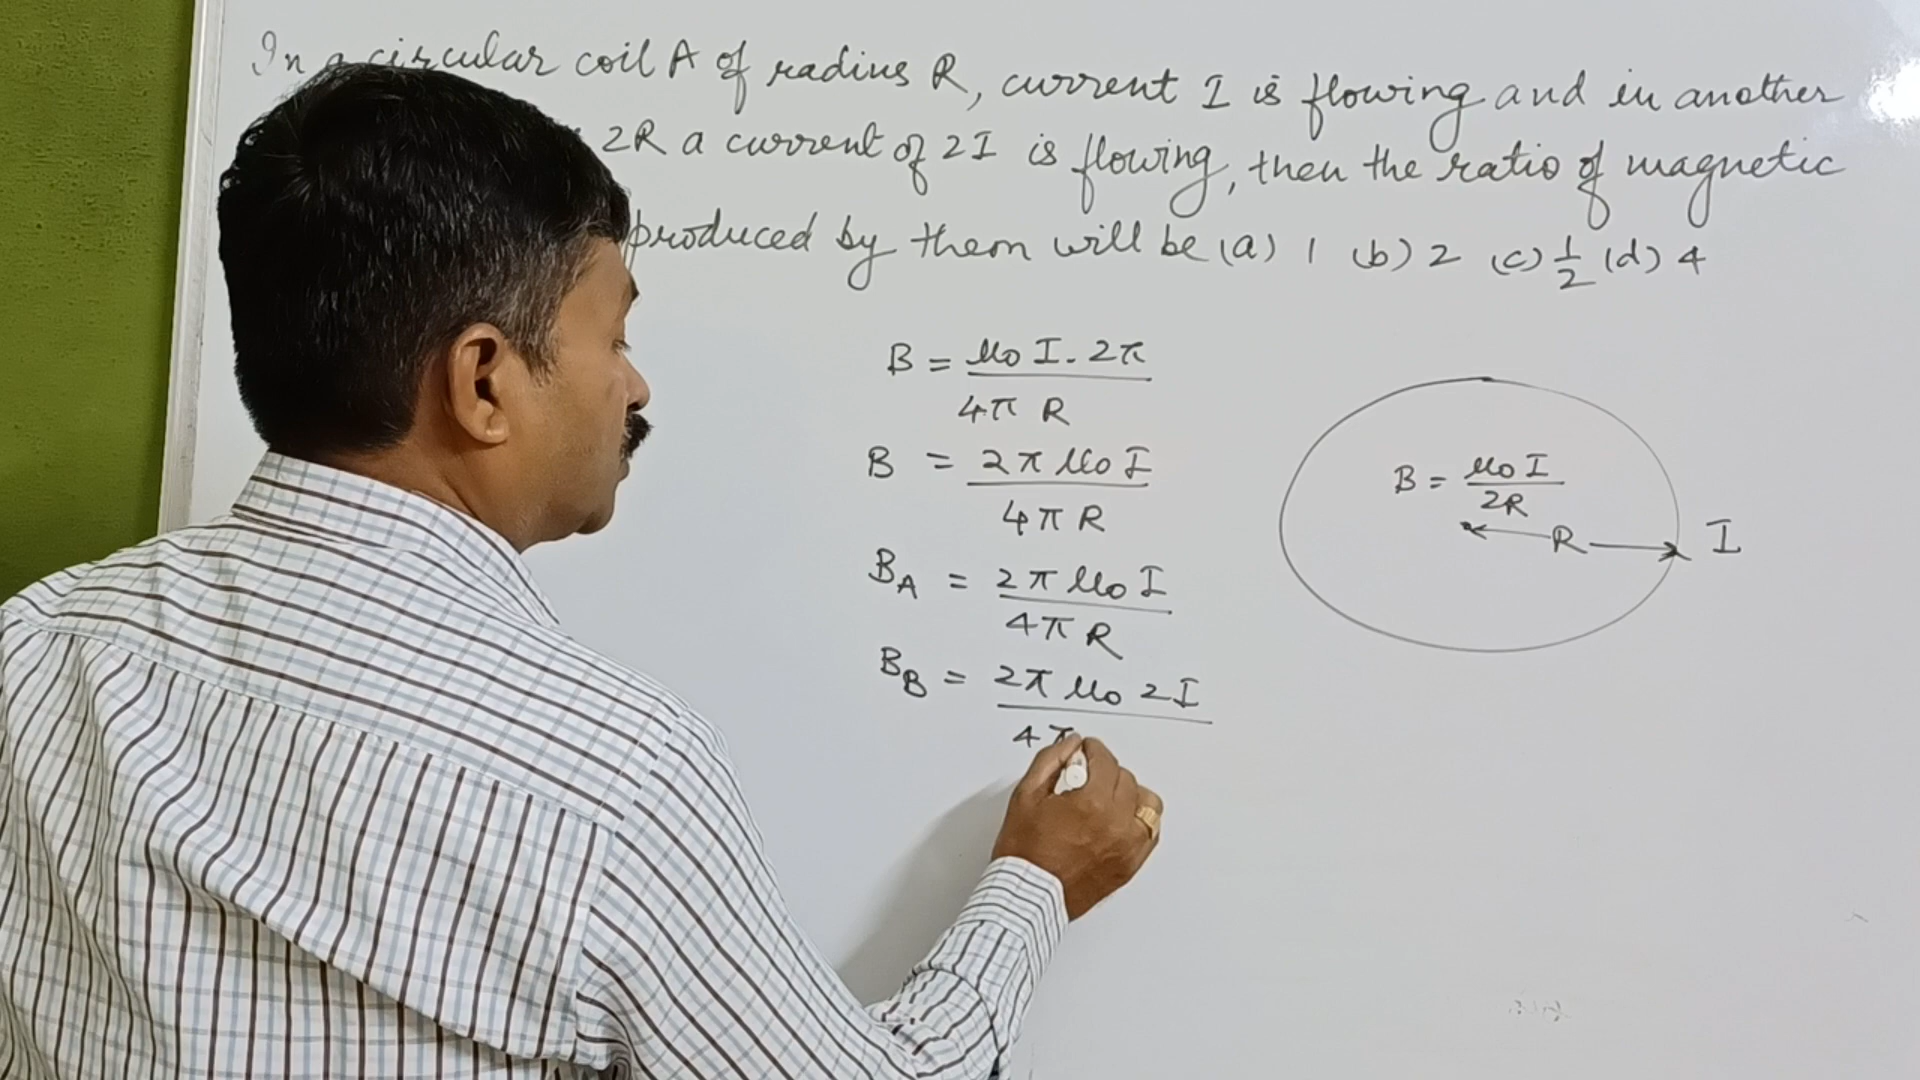 In a circular coil A of radius R, current I is flowing and in another
2R a current of 2I is flowing, then the ratio of magnetic
produced by them will be (a) 1 (b) 2 (c) 1/2 (d) 4
B = μ0 I. 2π / 4π R
B = 2π μ0 I / 4π R
BA = 2π μ0 I / 4π R
BB = 2π μ0 2I / 4π
B = μ0 I / 2R
R
I